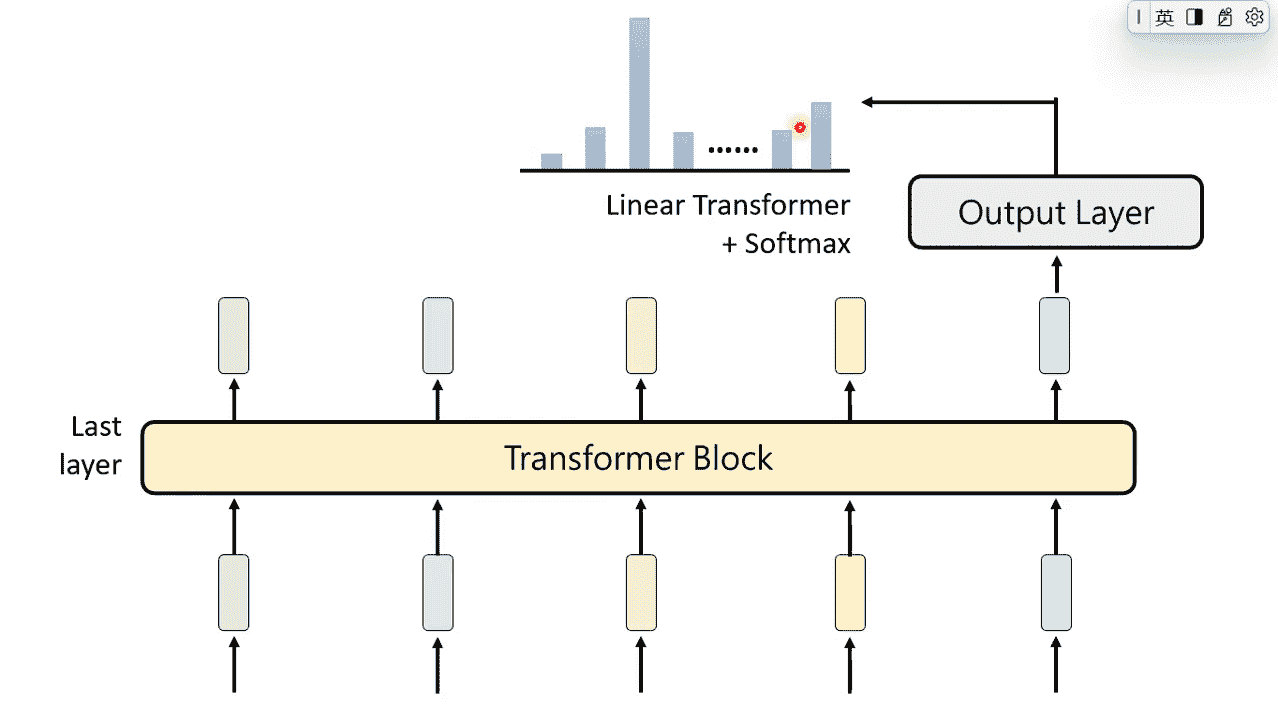 英
Linear Transformer
+ Softmax
Output Layer
Last
layer
Transformer Block